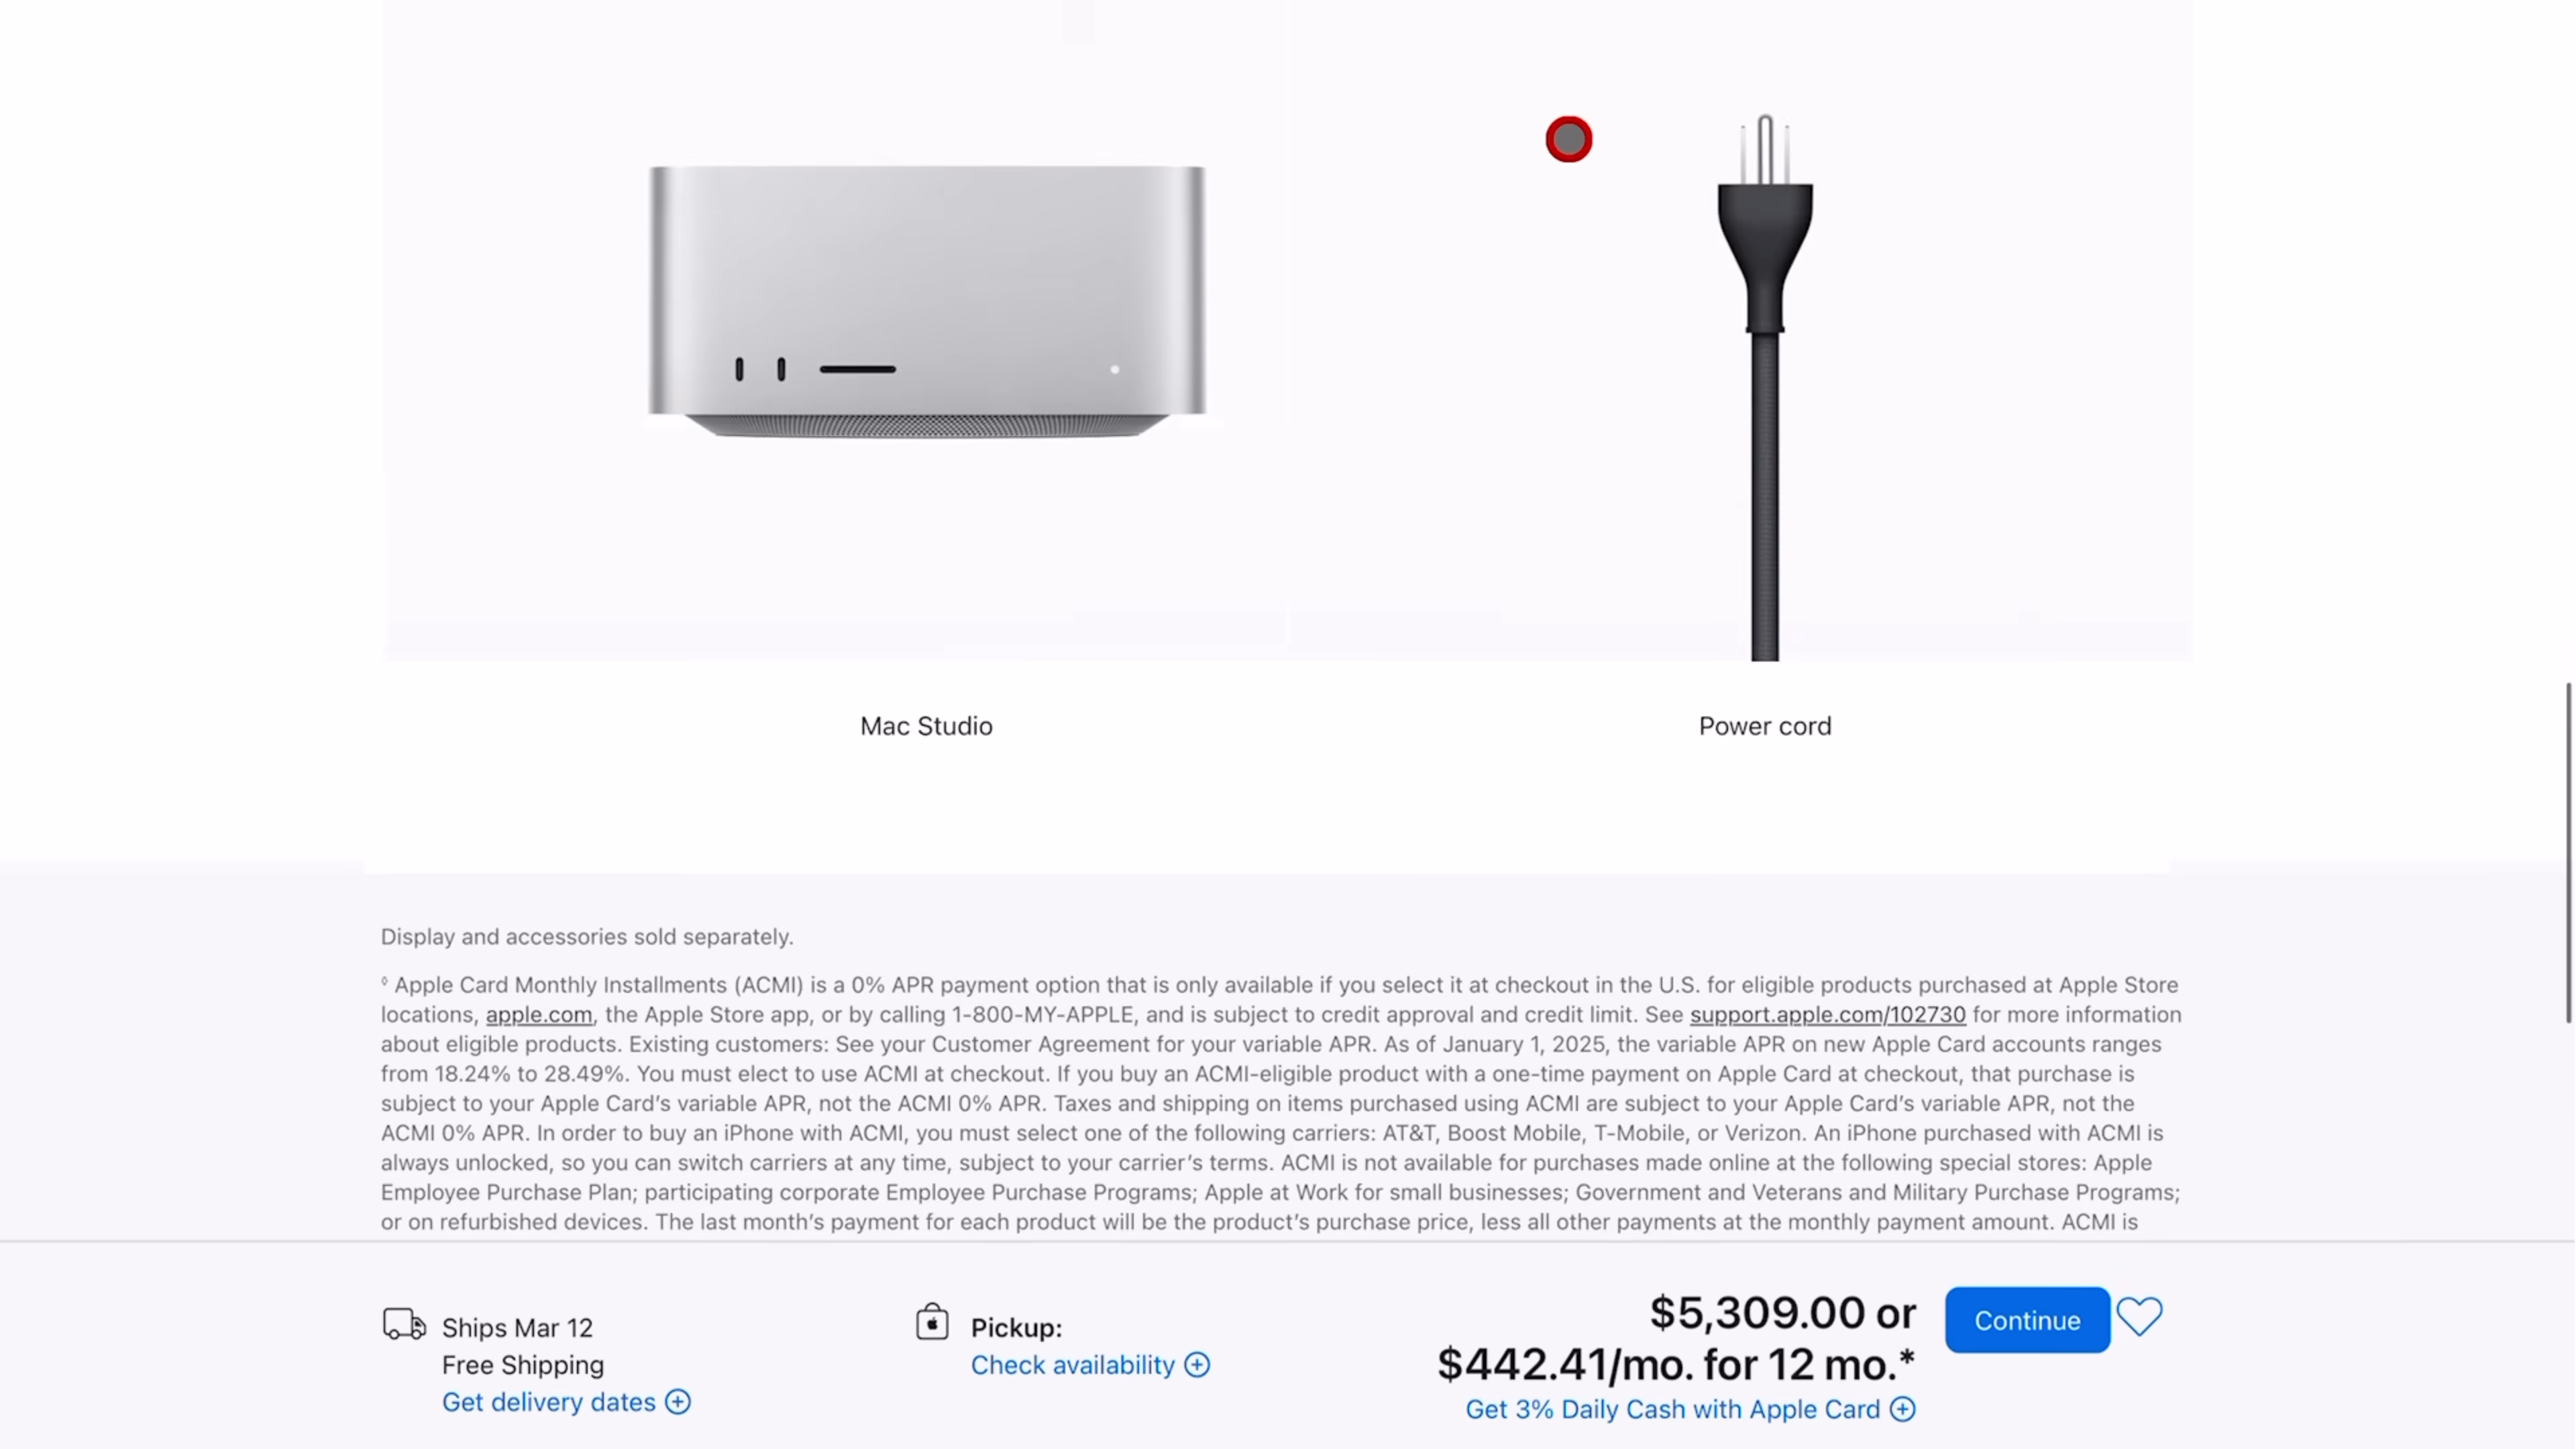 Mac Studio
Power cord
Display and accessories sold separately.
◊ Apple Card Monthly Installments (ACMI) is a 0% APR payment option that is only available if you select it at checkout in the U.S. for eligible products purchased at Apple Store
locations, apple.com, the Apple Store app, or by calling 1-800-MY-APPLE, and is subject to credit approval and credit limit. See support.apple.com/102730 for more information
about eligible products. Existing customers: See your Customer Agreement for your variable APR. As of January 1, 2025, the variable APR on new Apple Card accounts ranges
from 18.24% to 28.49%. You must elect to use ACMI at checkout. If you buy an ACMI-eligible product with a one-time payment on Apple Card at checkout, that purchase is
subject to your Apple Card’s variable APR, not the ACMI 0% APR. Taxes and shipping on items purchased using ACMI are subject to your Apple Card’s variable APR, not the
ACMI 0% APR. In order to buy an iPhone with ACMI, you must select one of the following carriers: AT&T, Boost Mobile, T-Mobile, or Verizon. An iPhone purchased with ACMI is
always unlocked, so you can switch carriers at any time, subject to your carrier’s terms. ACMI is not available for purchases made online at the following special stores: Apple
Employee Purchase Plan; participating corporate Employee Purchase Programs; Apple at Work for small businesses; Government and Veterans and Military Purchase Programs;
or on refurbished devices. The last month’s payment for each product will be the product’s purchase price, less all other payments at the monthly payment amount. ACMI is
Ships Mar 12
Free Shipping
Get delivery dates
Pickup:
Check availability
$5,309.00 or
$442.41/mo. for 12 mo.*
Get 3% Daily Cash with Apple Card
Continue